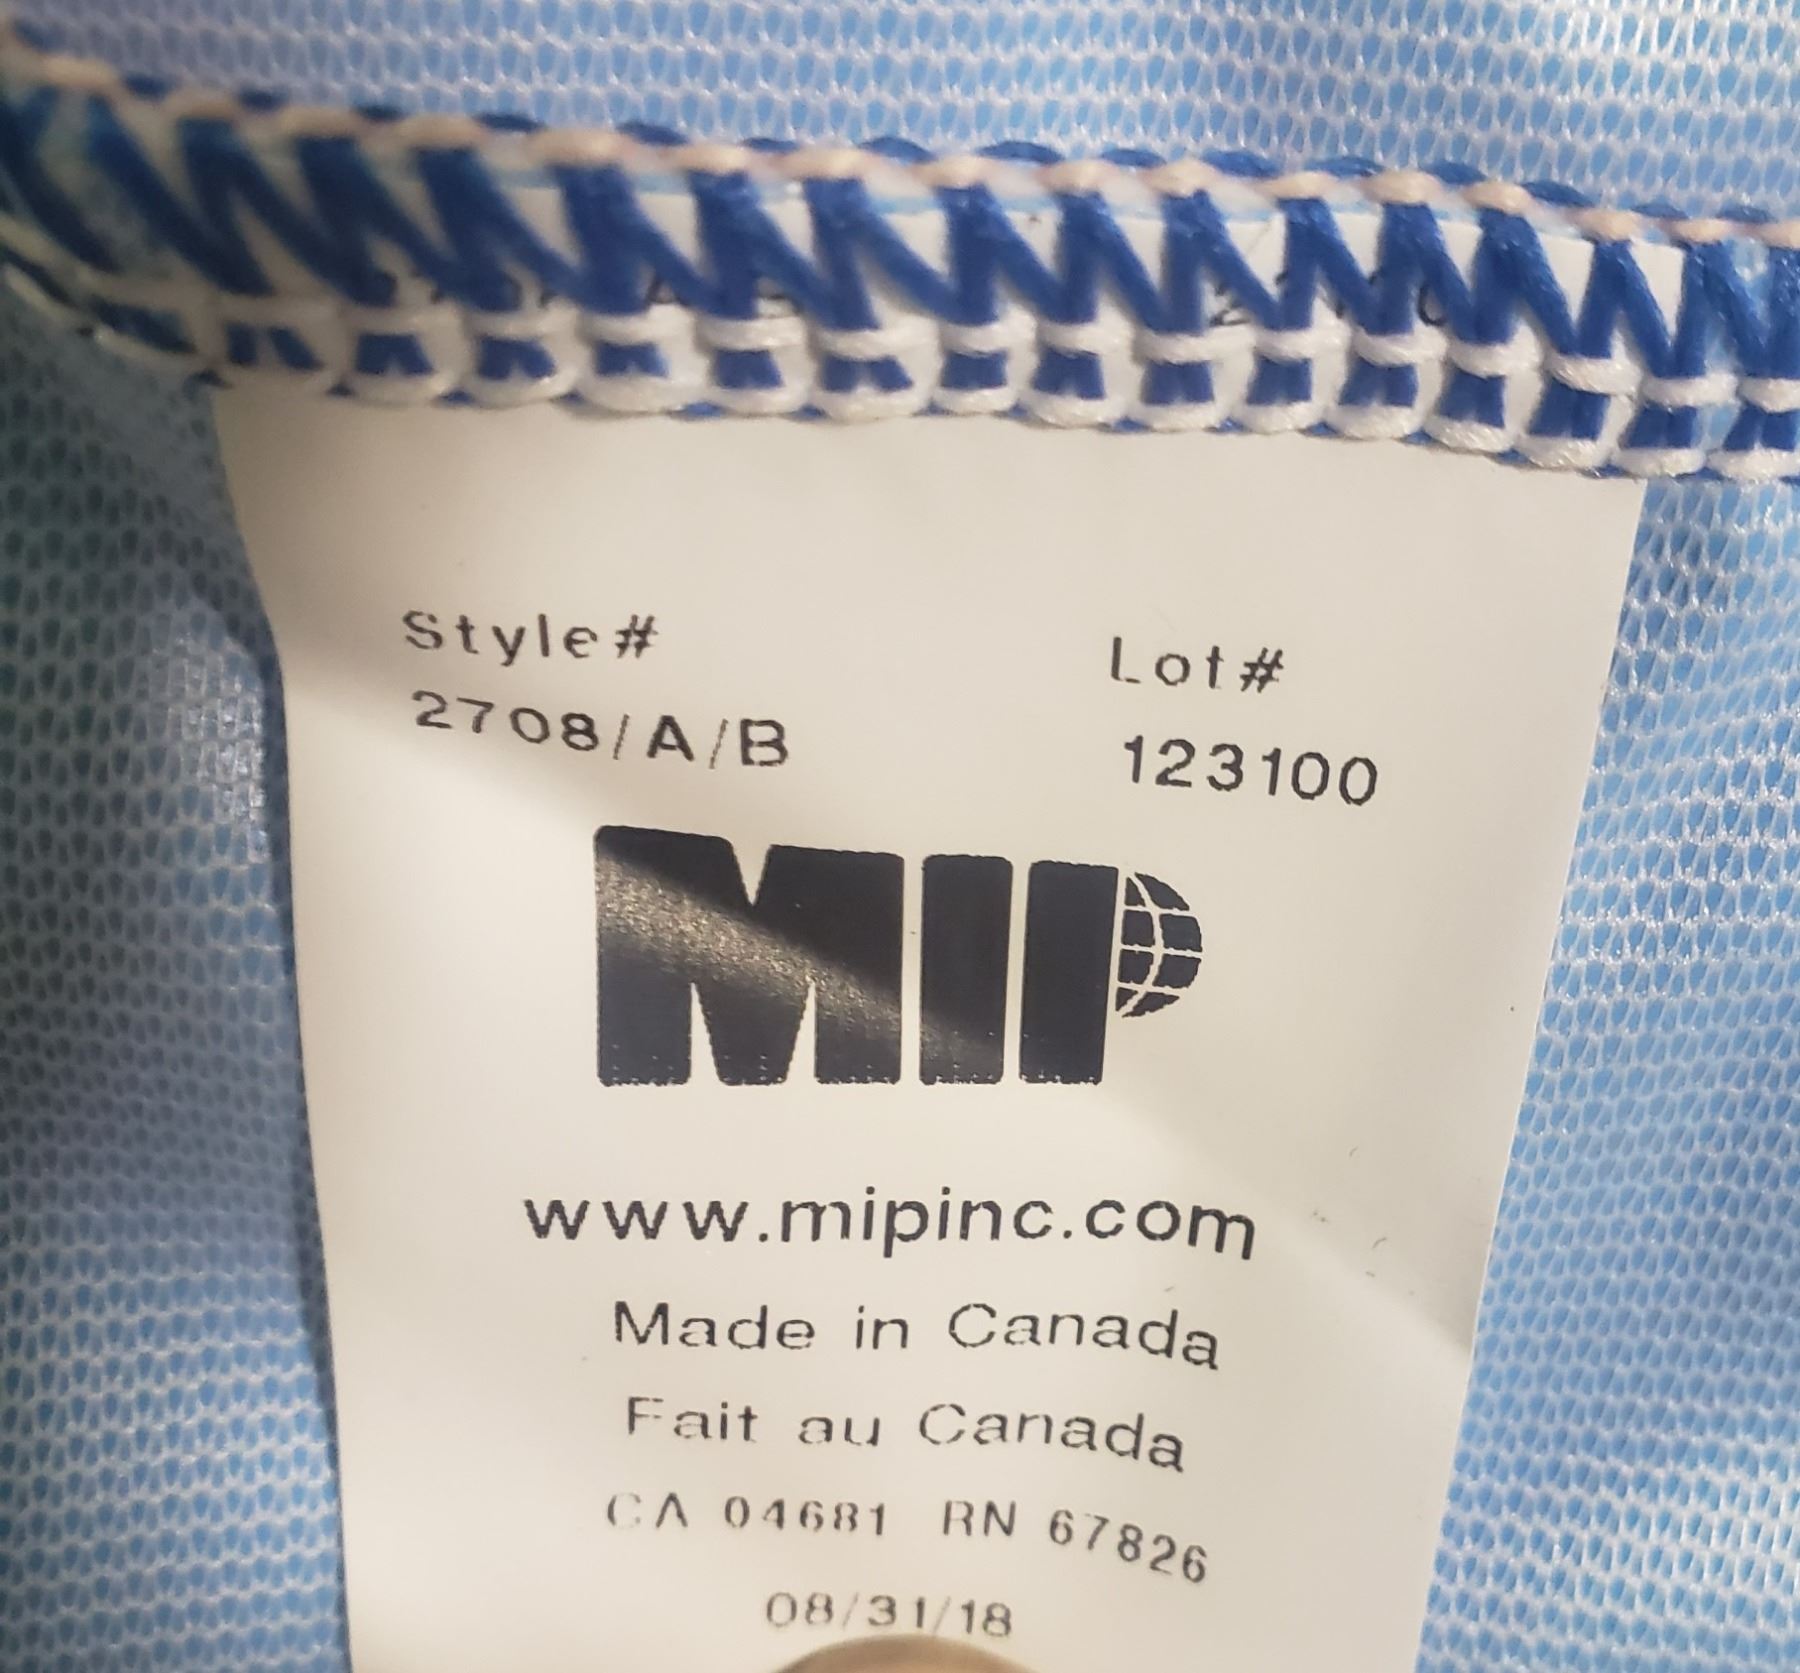 Style# Lot#
2708/A/B 123100
MIP
www.mipinc.com
Made in Canada
Fait au Canada
CA 04681 RN 67826
08/31/18